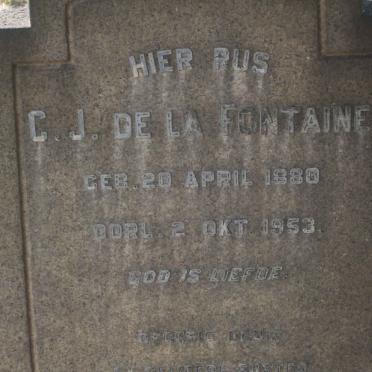 HIER RUS
C. J. DE LA FONTAINE
GEB. 20 APRIL 1880
OORL. 2 OKT. 1953.
GOD IS LIEFDE.